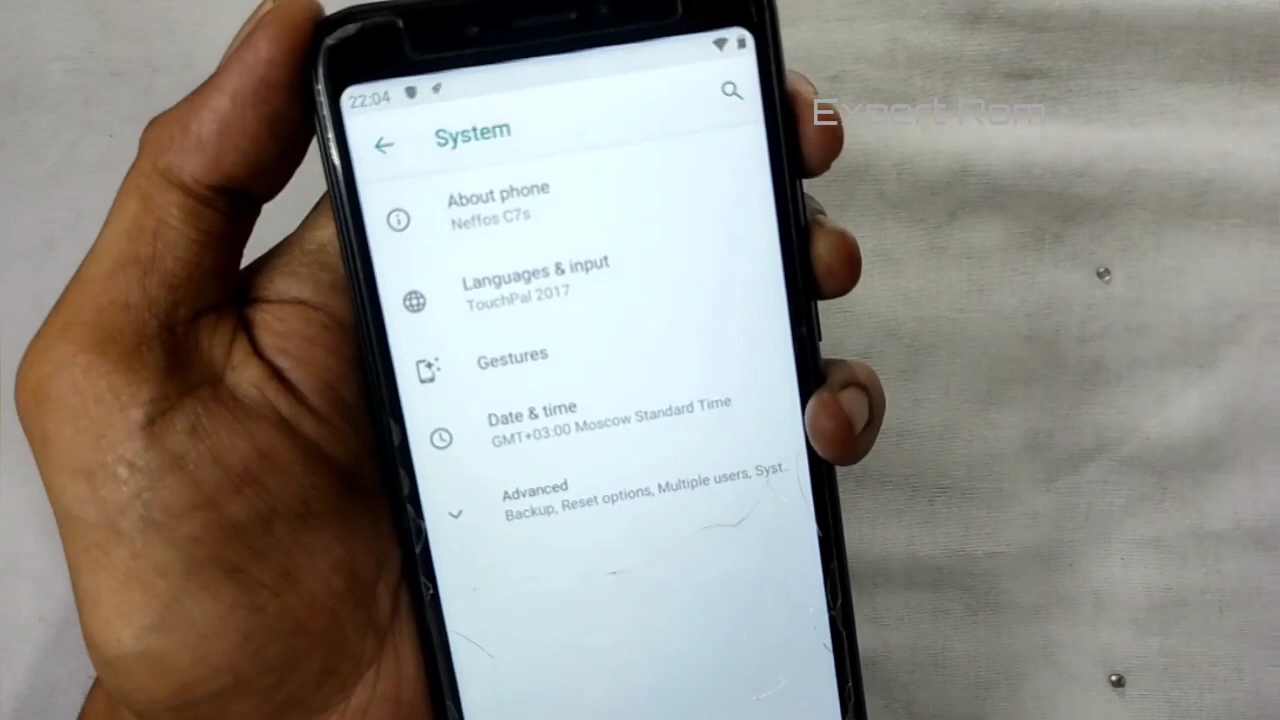 22:04
Expert Rom
System
About phone
Neffos C7s
Languages & input
TouchPal 2017
Gestures
Date & time
GMT+03:00 Moscow Standard Time
Advanced
Backup, Reset options, Multiple users, Syst..